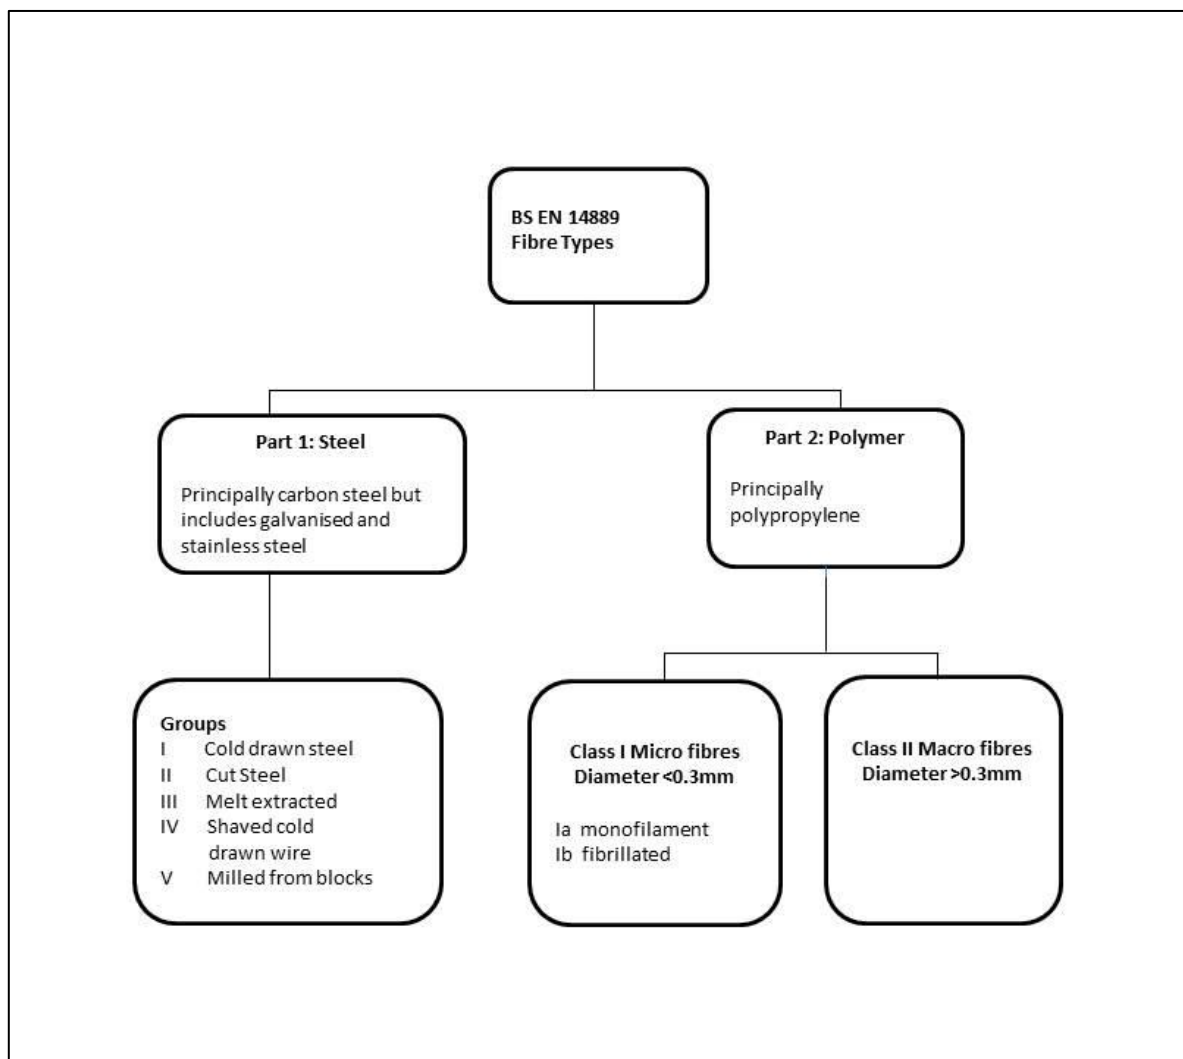 BS EN 14889
Fibre Types
Part 1: Steel
Principally carbon steel but
includes galvanised and
stainless steel
Part 2: Polymer
Principally
polypropylene
Groups
I Cold drawn steel
II Cut Steel
III Melt extracted
IV Shaved cold
drawn wire
V Milled from blocks
Class I Micro fibres
Diameter <0.3mm
Ia monofilament
Ib fibrillated
Class II Macro fibres
Diameter >0.3mm